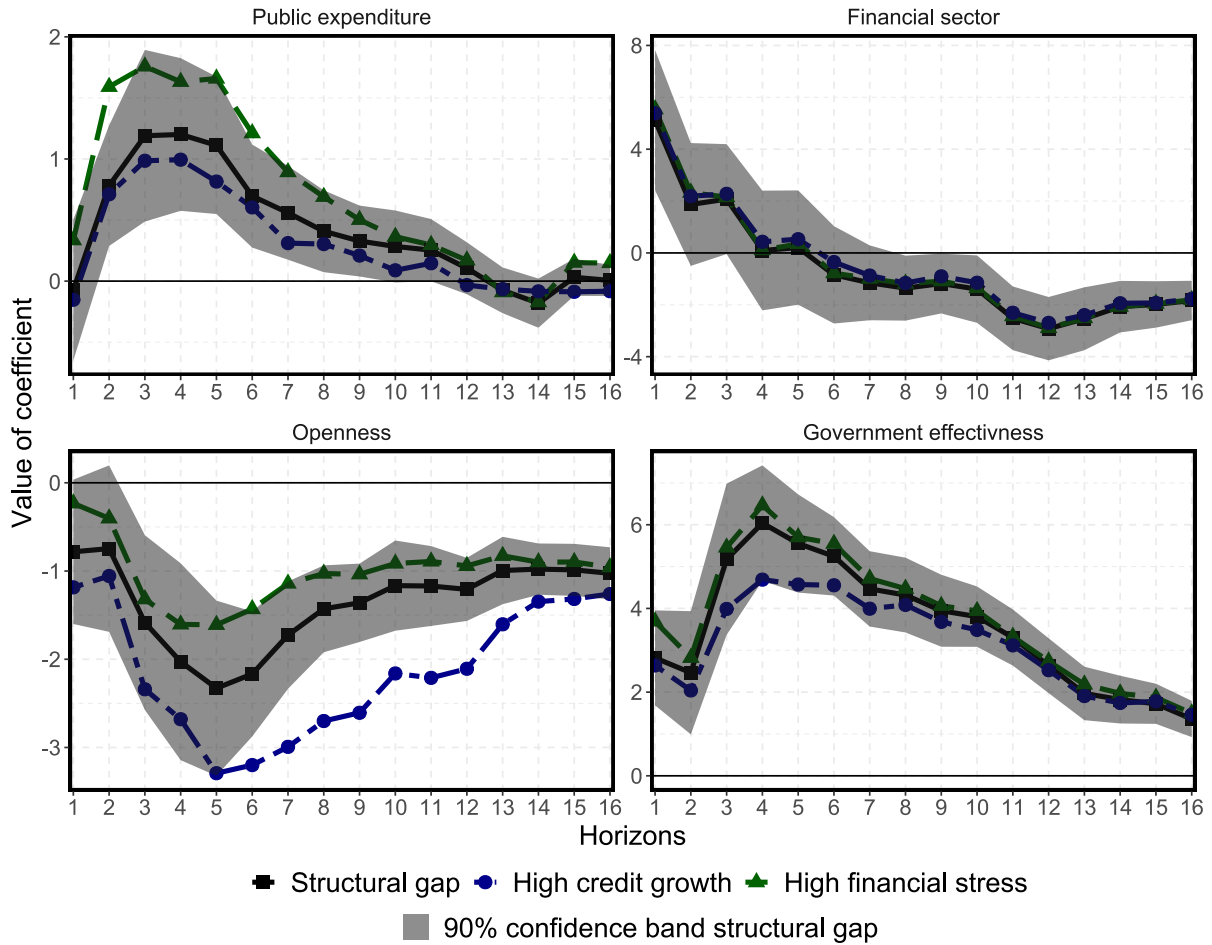 Public expenditure
Financial sector
2
1
0
1 2 3 4 5 6 7 8 9 10 11 12 13 14 15 16
8
4
0
-4
1 2 3 4 5 6 7 8 9 10 11 12 13 14 15 16
Value of coefficient
Openness
Government effectivness
0
-1
-2
-3
1 2 3 4 5 6 7 8 9 10 11 12 13 14 15 16
6
4
2
0
1 2 3 4 5 6 7 8 9 10 11 12 13 14 15 16
Horizons
Structural gap High credit growth High financial stress
90% confidence band structural gap